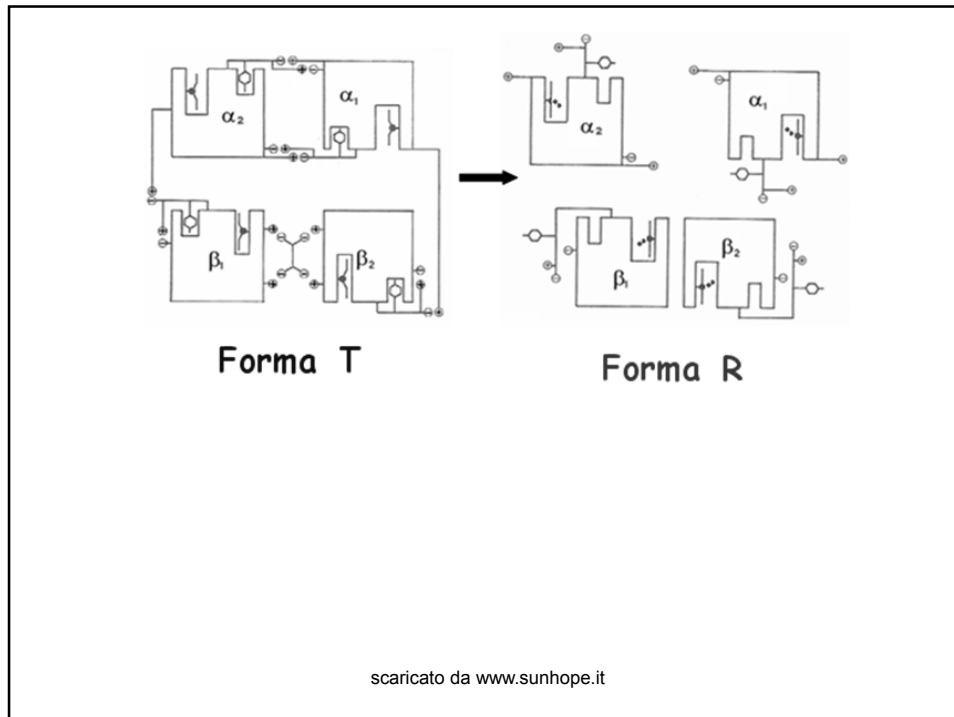 α₂ α₁
β₁ β₂
α₂ α₁
β₁ β₂
Forma T
Forma R
scaricato da www.sunhope.it